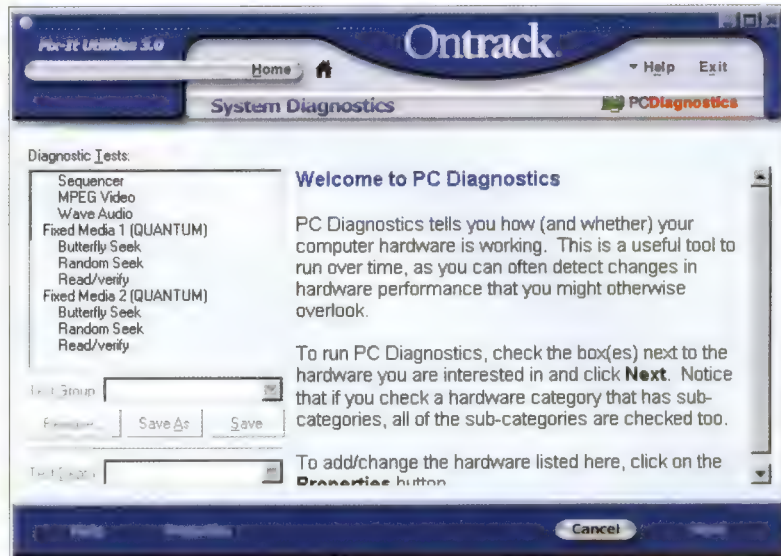 Fix-It Utilities 3.0
Ontrack
Home
Help
Exit
System Diagnostics
PCDiagnostics
Diagnostic Tests:
Sequencer
MPEG Video
Wave Audio
Fixed Media 1 (QUANTUM)
Butterfly Seek
Random Seek
Read/verify
Fixed Media 2 (QUANTUM)
Butterfly Seek
Random Seek
Read/verify
Test Group
Save As
Save
Welcome to PC Diagnostics
PC Diagnostics tells you how (and whether) your
computer hardware is working. This is a useful tool to
run over time, as you can often detect changes in
hardware performance that you might otherwise
overlook.
To run PC Diagnostics, check the box(es) next to the
hardware you are interested in and click Next. Notice
that if you check a hardware category that has sub-
categories, all of the sub-categories are checked too.
To add/change the hardware listed here, click on the
Properties button
Cancel